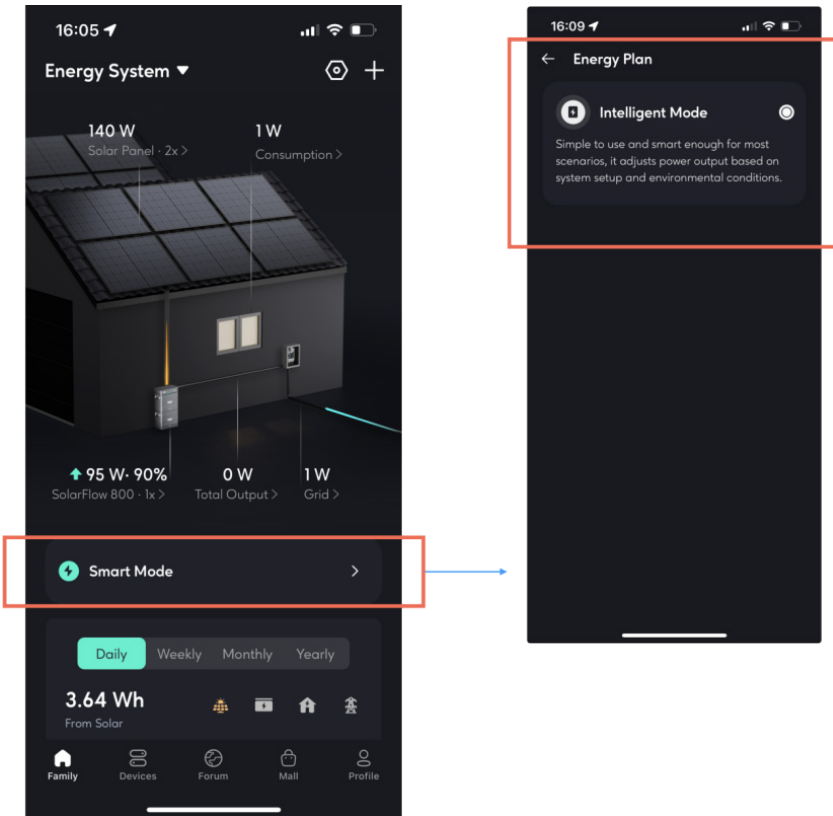 16:05
Energy System
140 W
Solar Panel · 2x >
1 W
Consumption >
95 W· 90%
SolarFlow 800 · 1x >
0 W
Total Output >
1 W
Grid >
Smart Mode
Daily Weekly Monthly Yearly
3.64 Wh
From Solar
Family Devices Forum Mall Profile
16:09
Energy Plan
Intelligent Mode
Simple to use and smart enough for most
scenarios, it adjusts power output based on
system setup and environmental conditions.